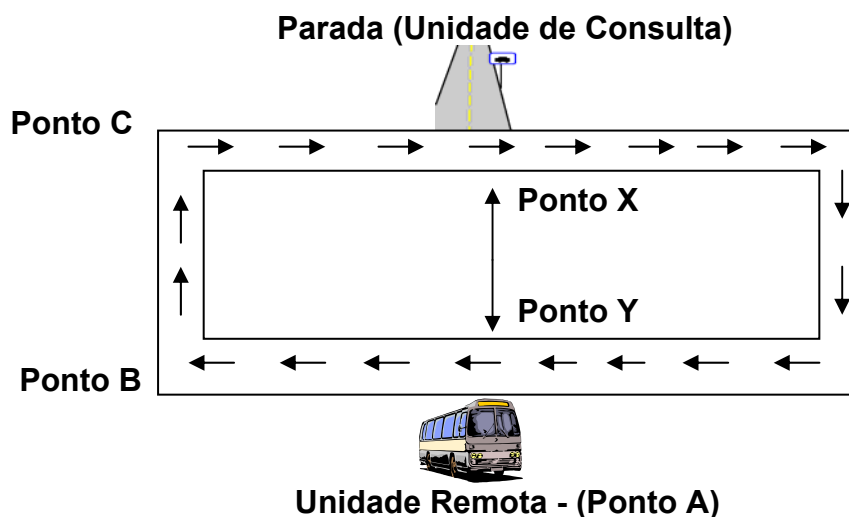 Parada (Unidade de Consulta)
Ponto C
Ponto X
Ponto Y
Ponto B
Unidade Remota - (Ponto A)